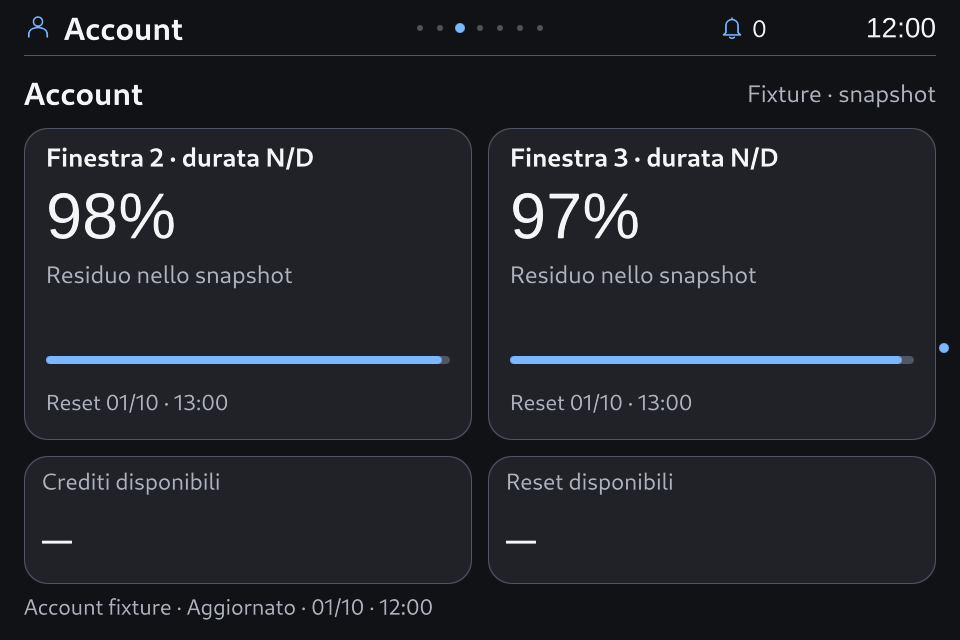 Account
0
12:00
Account
Fixture · snapshot
Finestra 2 · durata N/D
98%
Residuo nello snapshot
Reset 01/10 · 13:00
Finestra 3 · durata N/D
97%
Residuo nello snapshot
Reset 01/10 · 13:00
Crediti disponibili
—
Reset disponibili
—
Account fixture · Aggiornato · 01/10 · 12:00